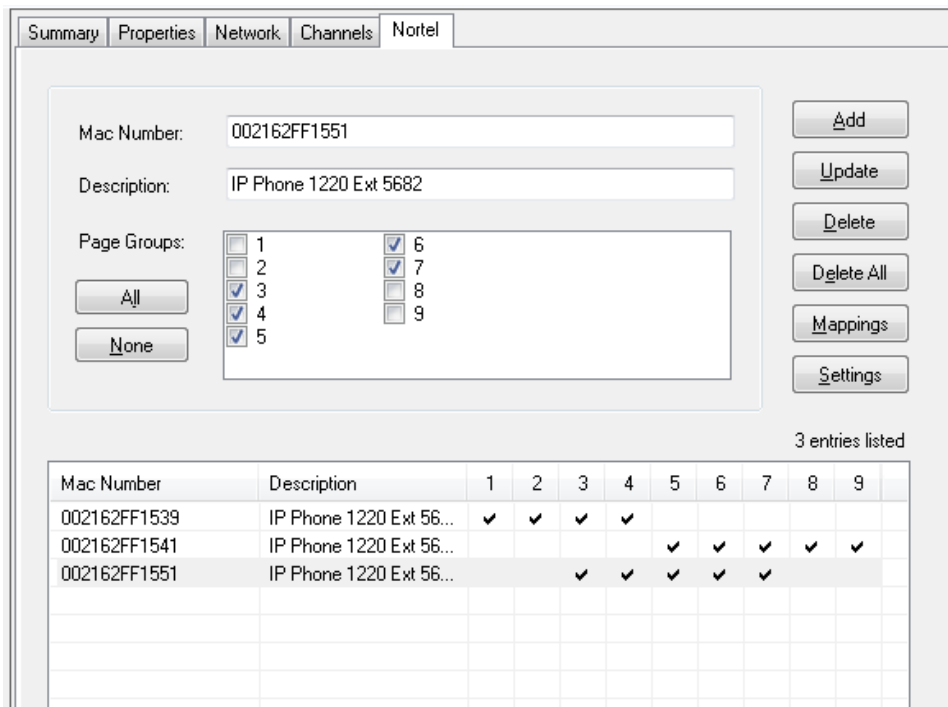 Summary Properties Network Channels Nortel
Mac Number: 002162FF1551
Add
Description: IP Phone 1220 Ext 5682
Update
Page Groups:
1 6
2 7
3 8
4 9
5
All
None
Delete
Delete All
Mappings
Settings
3 entries listed
Mac Number Description 1 2 3 4 5 6 7 8 9
002162FF1539 IP Phone 1220 Ext 56... ✔ ✔ ✔ ✔
002162FF1541 IP Phone 1220 Ext 56... ✔ ✔ ✔ ✔ ✔
002162FF1551 IP Phone 1220 Ext 56... ✔ ✔ ✔ ✔ ✔